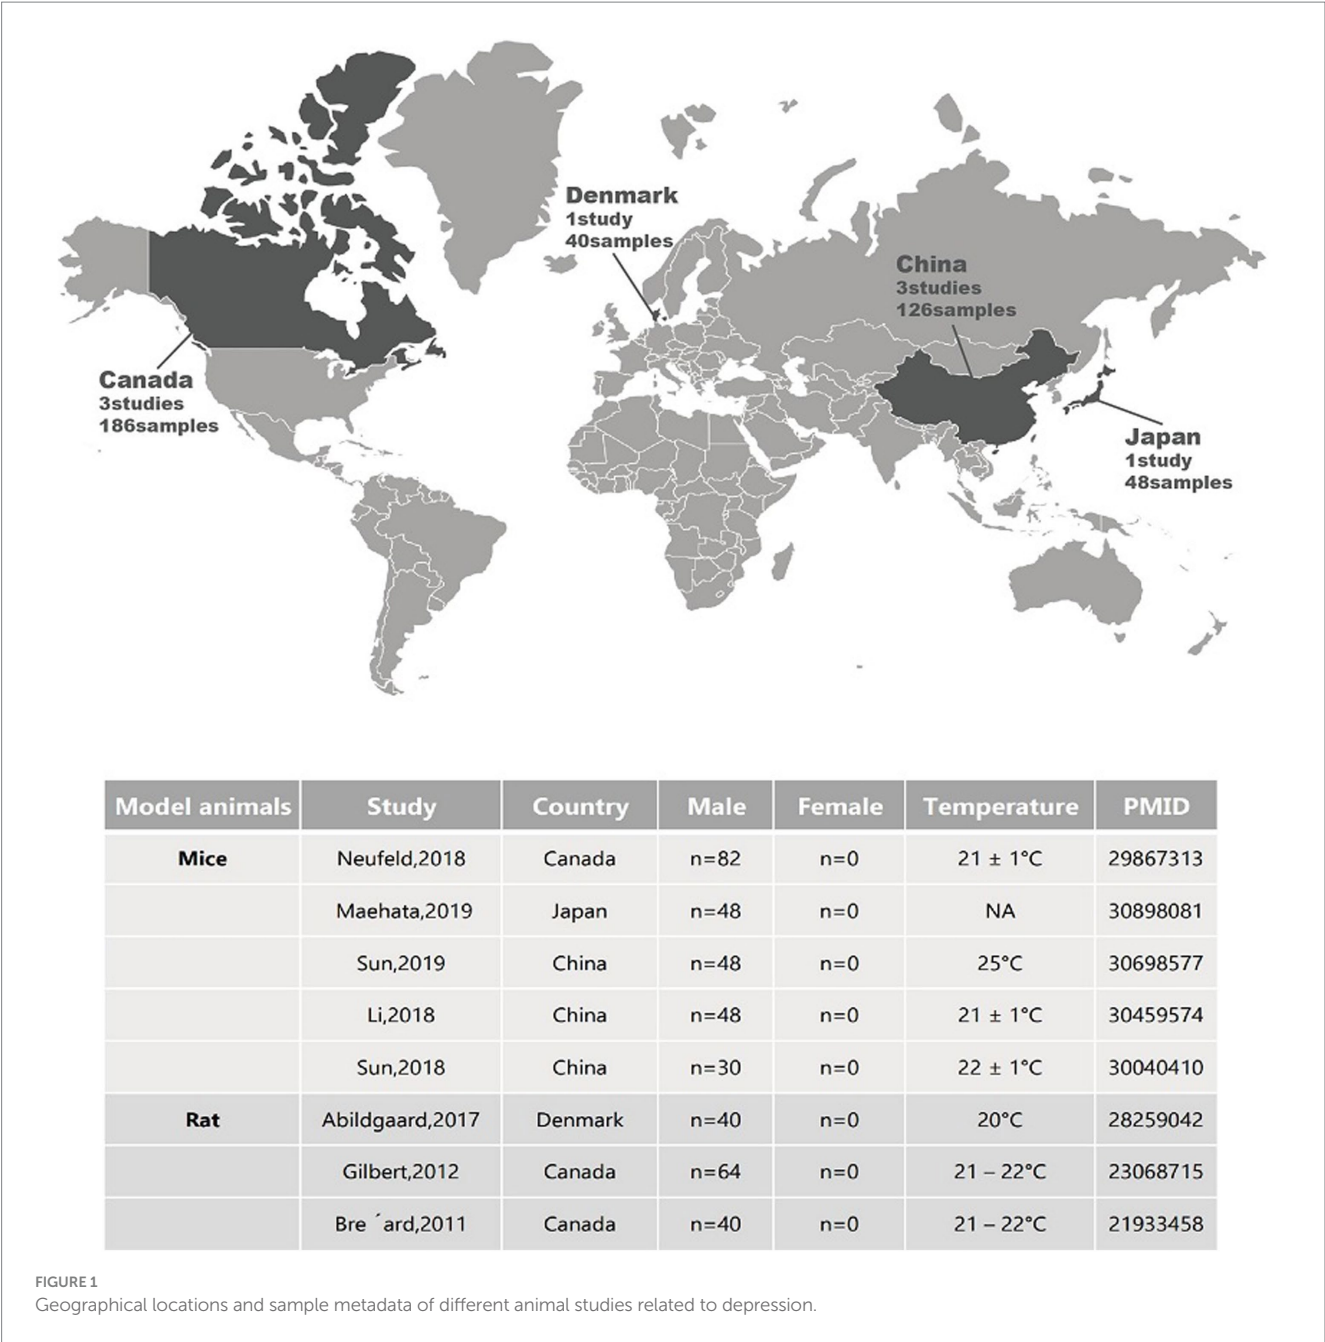 Denmark
1study
40samples
China
3studies
126samples
Canada
3studies
186samples
Japan
1study
48samples
Model animals Study Country Male Female Temperature PMID
Mice Neufeld,2018 Canada n=82 n=0 21 ± 1°C 29867313
Maehata,2019 Japan n=48 n=0 NA 30898081
Sun,2019 China n=48 n=0 25°C 30698577
Li,2018 China n=48 n=0 21 ± 1°C 30459574
Sun,2018 China n=30 n=0 22 ± 1°C 30040410
Rat Abildgaard,2017 Denmark n=40 n=0 20°C 28259042
Gilbert,2012 Canada n=64 n=0 21 – 22°C 23068715
Bre ´ard,2011 Canada n=40 n=0 21 – 22°C 21933458
FIGURE 1
Geographical locations and sample metadata of different animal studies related to depression.